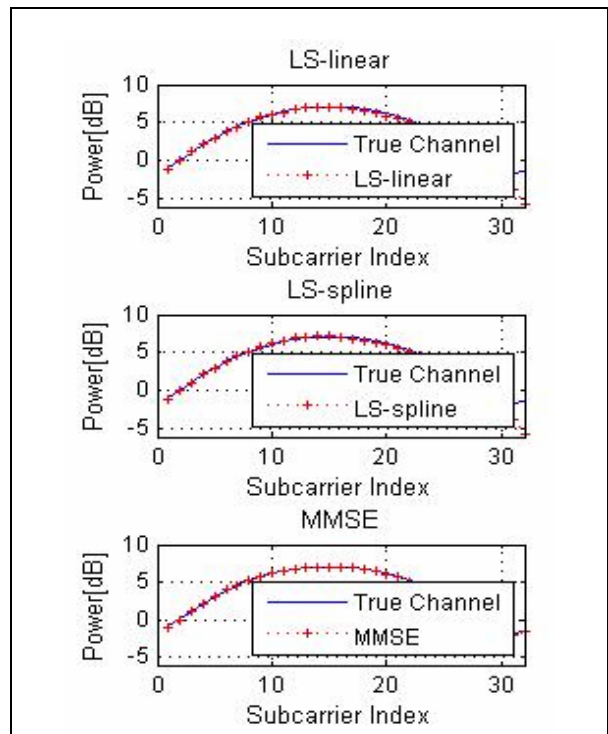 LS-linear
10
5
0
-5
Power[dB]
True Channel
LS-linear
0
10
20
30
Subcarrier Index
LS-spline
10
5
0
-5
Power[dB]
True Channel
LS-spline
0
10
20
30
Subcarrier Index
MMSE
10
5
0
-5
Power[dB]
True Channel
MMSE
0
10
20
30
Subcarrier Index